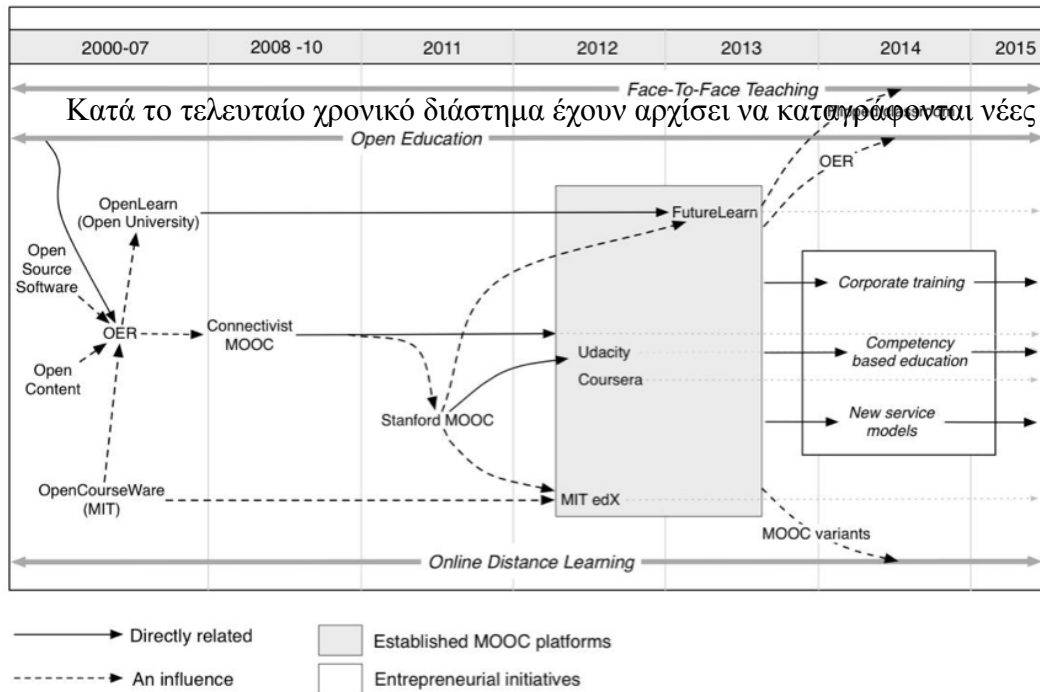 2000-07 2008 -10 2011 2012 2013 2014 2015
Face-To-Face Teaching
Κατά το τελευταίο χρονικό διάστημα έχουν αρχίσει να καταγράφονται νέες
Flipped classroom
Open Education
OER
OpenLearn
(Open University)
FutureLearn
Open
Source
Software
Corporate training
OER
Connectivist
MOOC
Udacity
Competency
based education
Open
Content
Coursera
Stanford MOOC
New service
models
OpenCourseWare
(MIT)
MIT edX
MOOC variants
Online Distance Learning
Directly related
Established MOOC platforms
An influence
Entrepreneurial initiatives